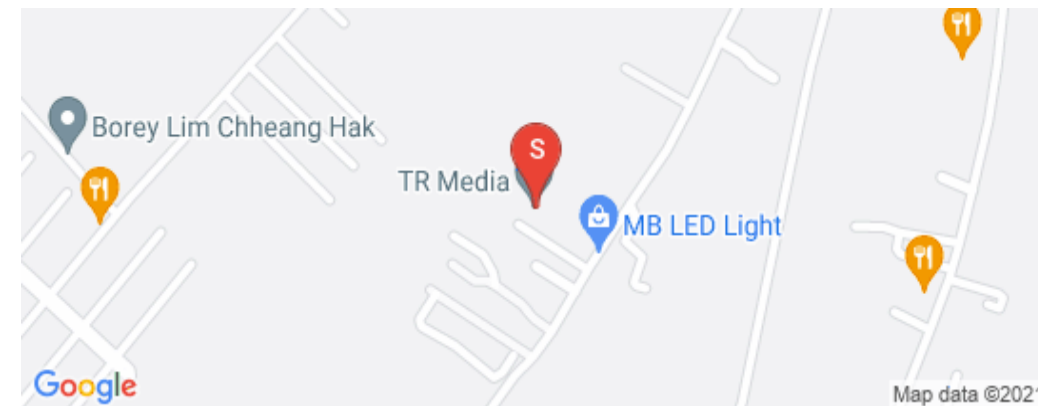 Borey Lim Chheang Hak
S
TR Media
MB LED Light
Google
Map data ©2021